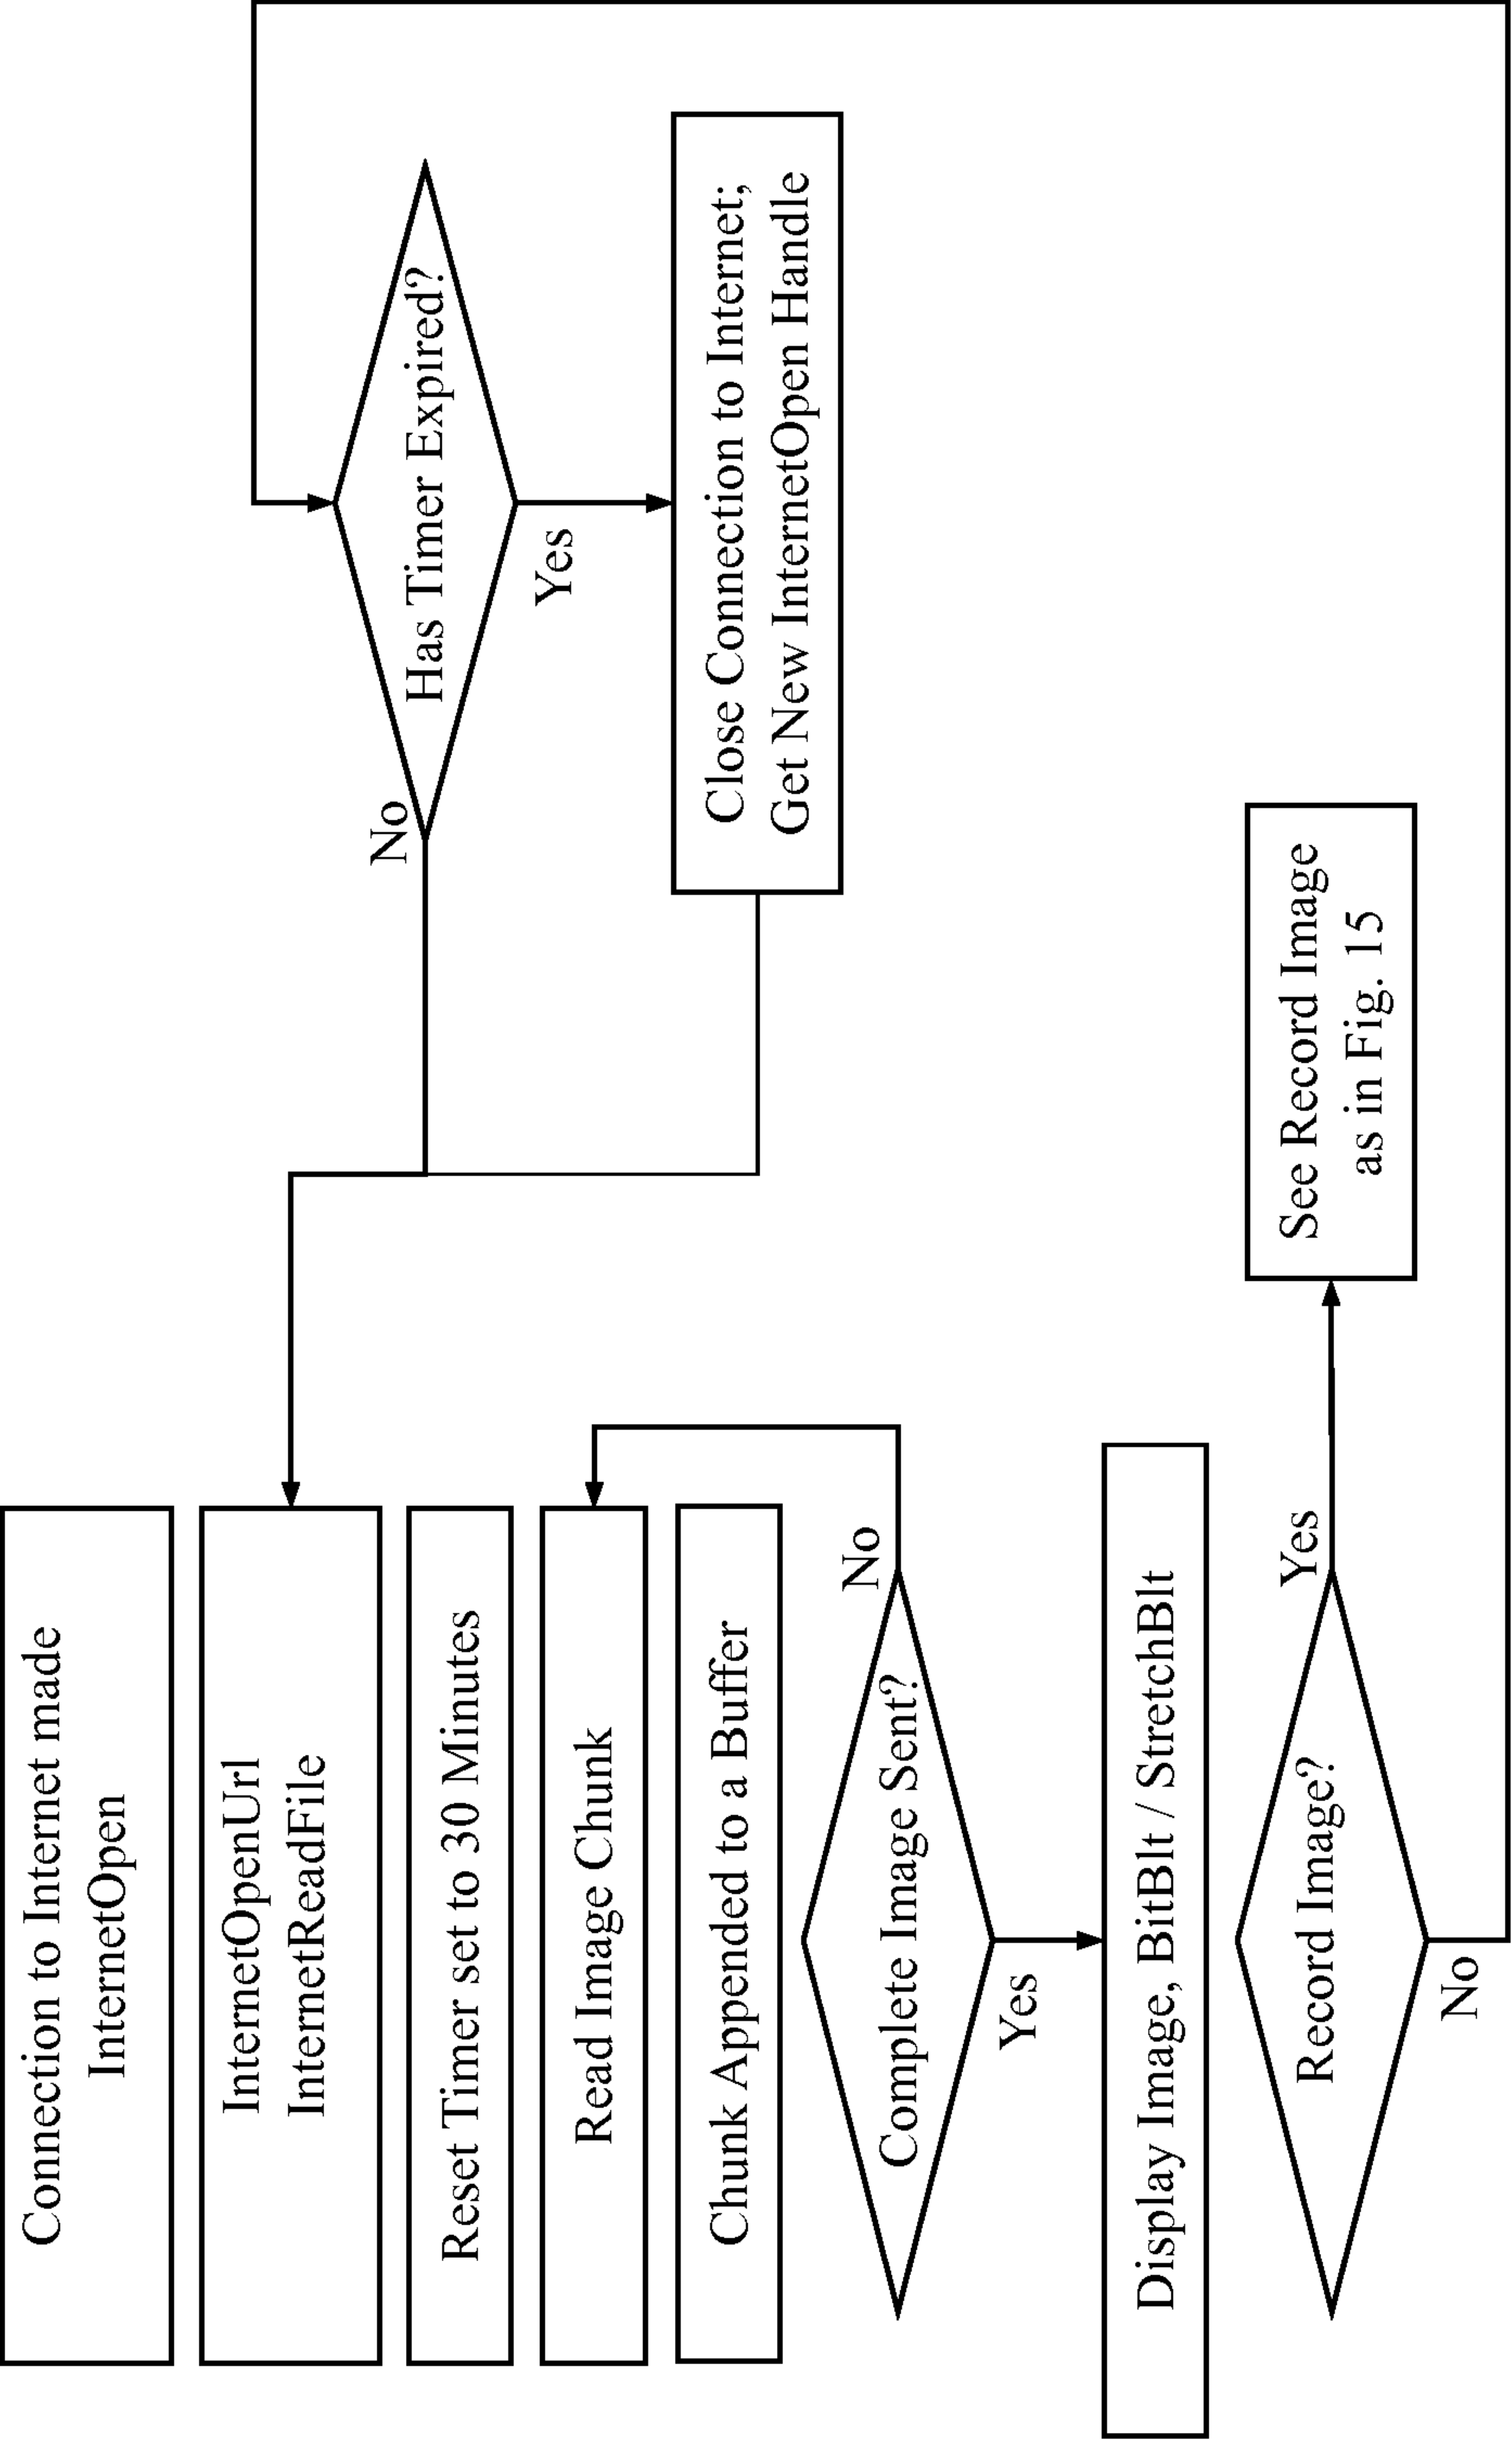 Connection to Internet made
InternetOpen
InternetOpenUrl
InternetReadFile
Reset Timer set to 30 Minutes
Read Image Chunk
Chunk Appended to a Buffer
Complete Image Sent?
No
Yes
Display Image, BitBlt / StretchBlt
Record Image?
Yes
No
See Record Image
as in Fig. 15
Has Timer Expired?
No
Yes
Close Connection to Internet;
Get New InternetOpen Handle